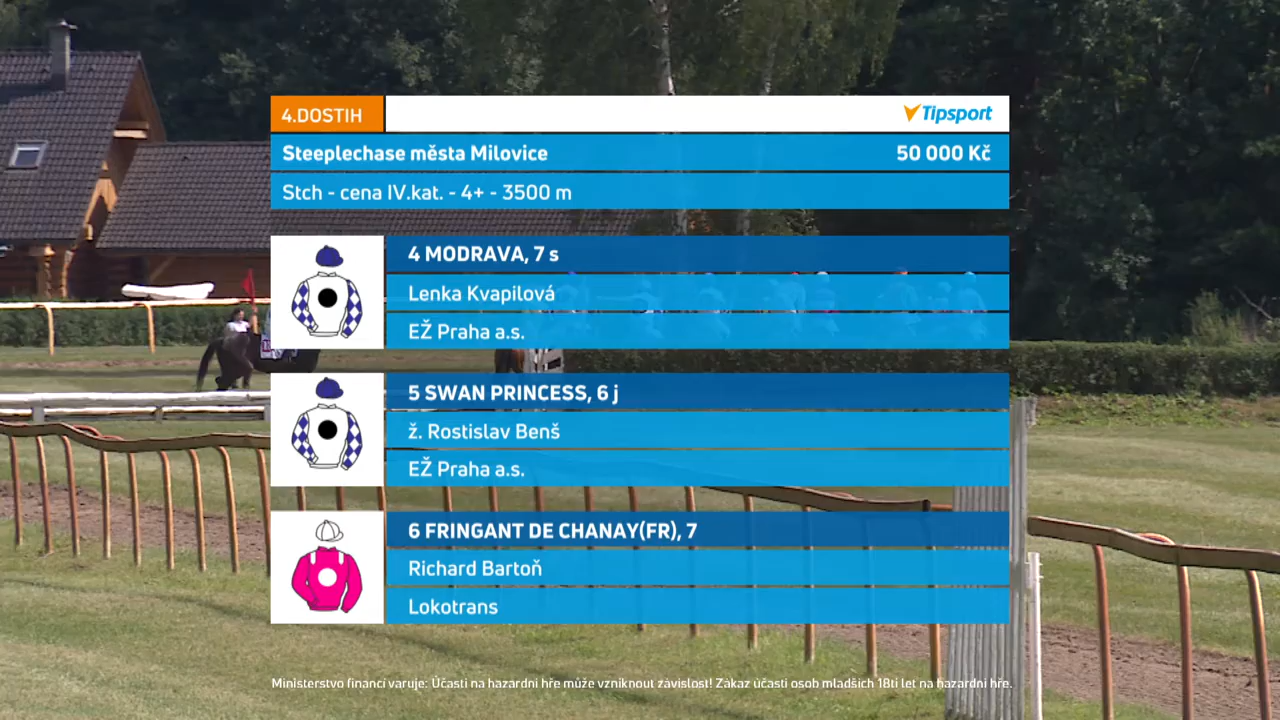 4.DOSTIH
Tipsport
Steeplechase města Milovice 50 000 Kč
Stch - cena IV.kat. - 4+ - 3500 m
4 MODRAVA, 7 s
Lenka Kvapilová
EŽ Praha a.s.
5 SWAN PRINCESS, 6 j
ž. Rostislav Benš
EŽ Praha a.s.
6 FRINGANT DE CHANAY(FR), 7
Richard Bartoň
Lokotrans
Ministerstvo financí varuje: Účastí na hazardní hře může vzniknout závislost! Zákaz účasti osob mladších 18ti let na hazardní hře.